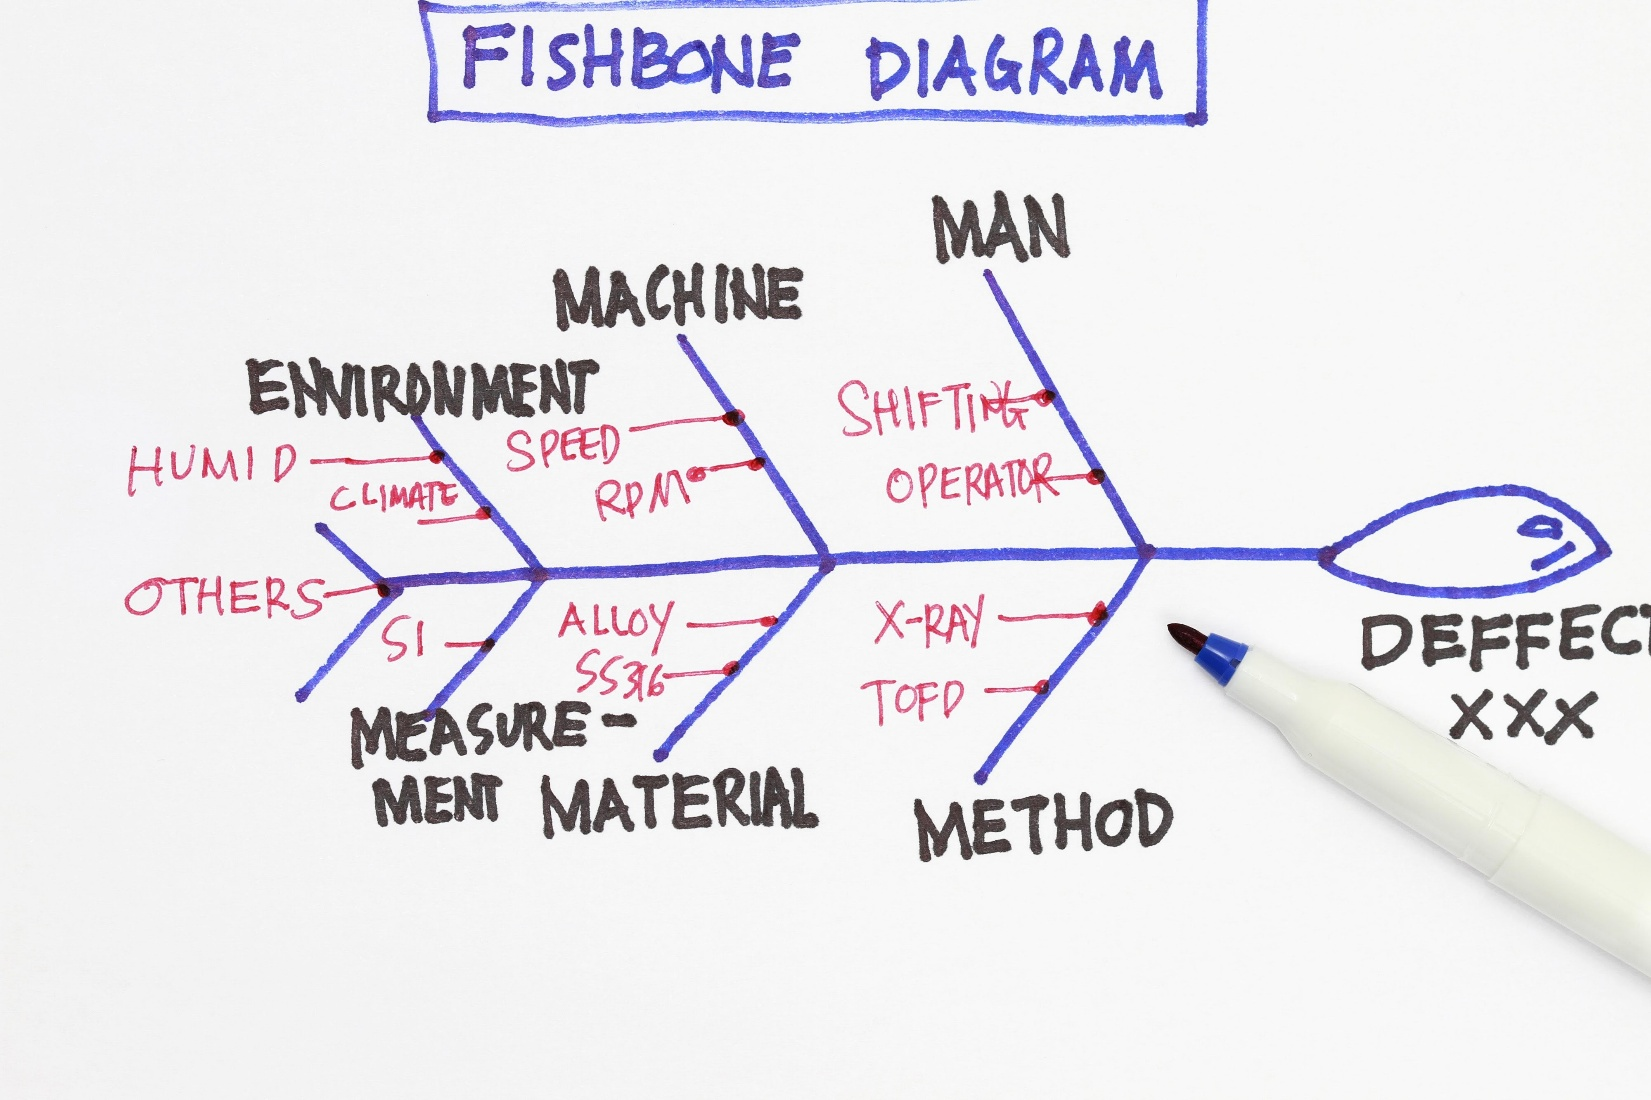 FISHBONE DIAGRAM
MAN
MACHINE
ENVIRONMENT
SHIFTING
SPEED
HUMID
OPERATOR
RPM
CLIMATE
OTHERS
ALLOY
X-RAY
SI
SS316
TOFD
DEFFECT
XXX
MEASURE-
MENT
MATERIAL
METHOD